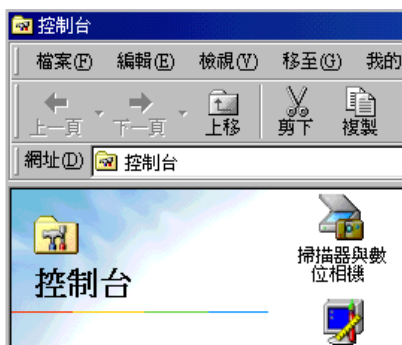 控制台
檔案(F) 編輯(E) 檢視(V) 移至(G) 我的
上一頁 下一頁 上移 剪下 複製
網址(D) 控制台
控制台
掃描器與數
位相機